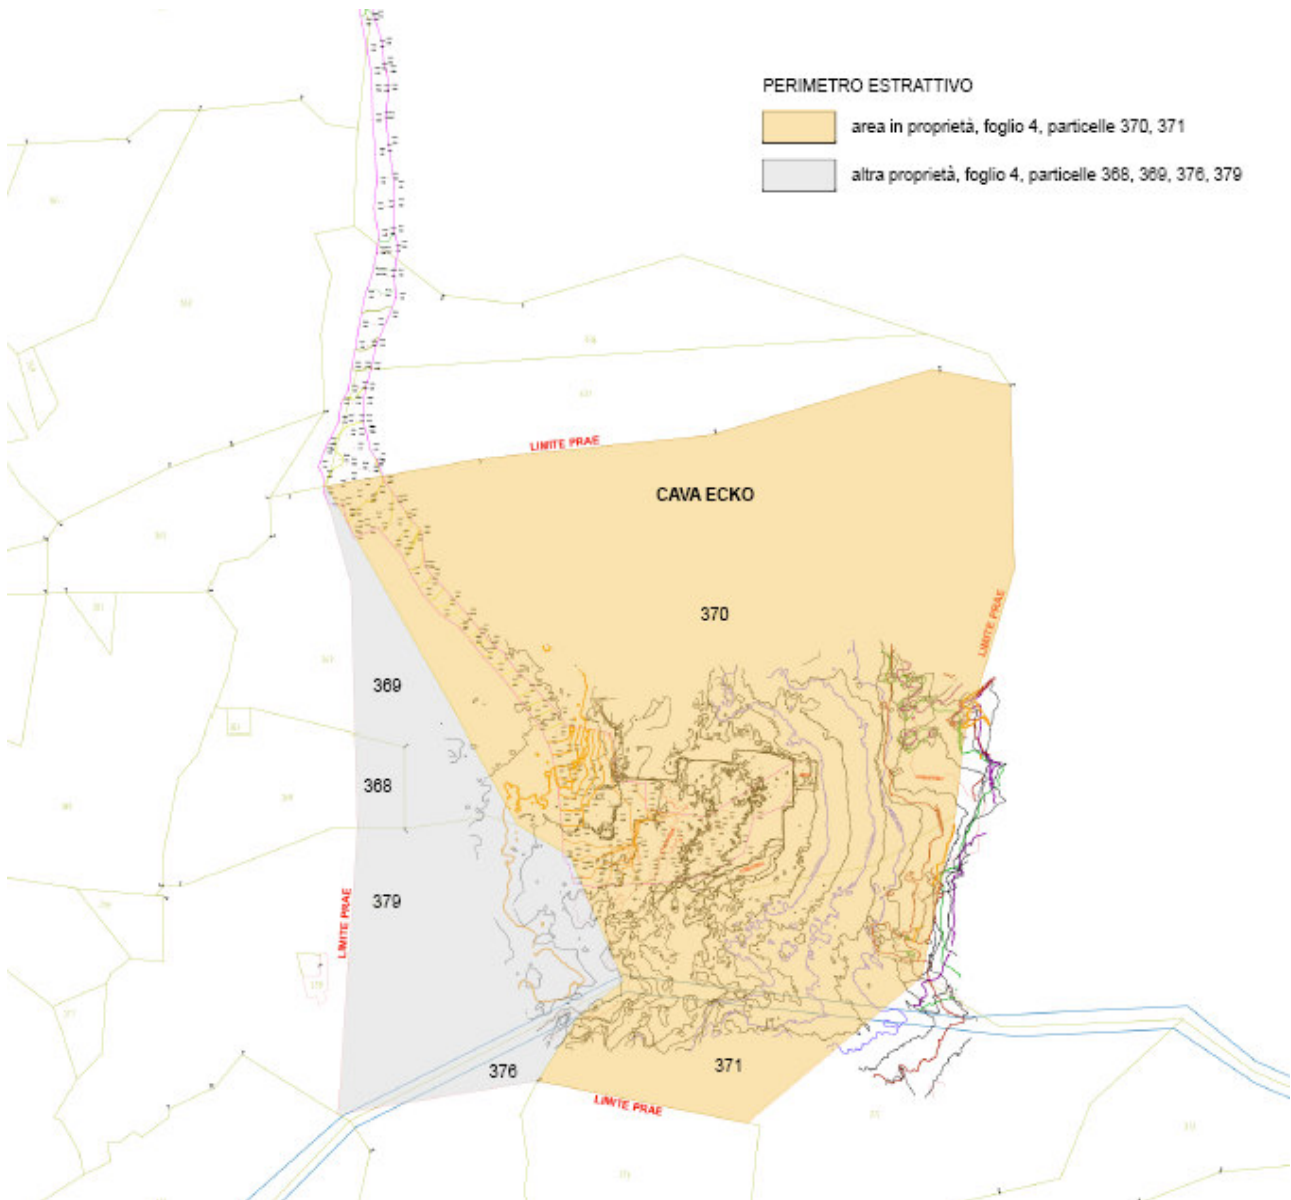 PERIMETRO ESTRATTIVO
area in proprietà, foglio 4, particelle 370, 371
altra proprietà, foglio 4, particelle 368, 369, 376, 379
LIMITE PRAE
CAVA ECKO
370
LIMITE PRAE
369
368
379
LIMITE PRAE
376
371
LIMITE PRAE